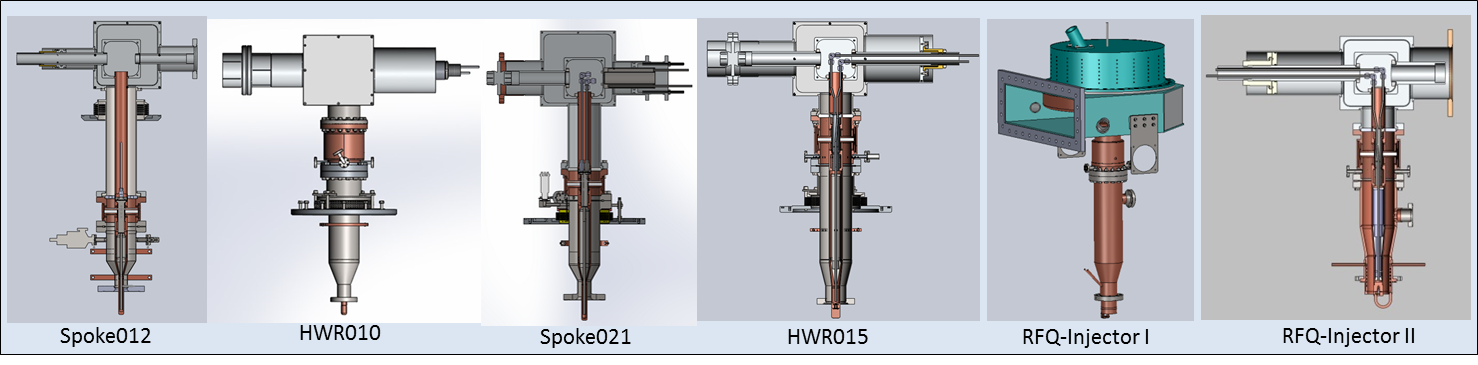 Spoke012
HWR010
Spoke021
HWR015
RFQ-Injector I
RFQ-Injector II